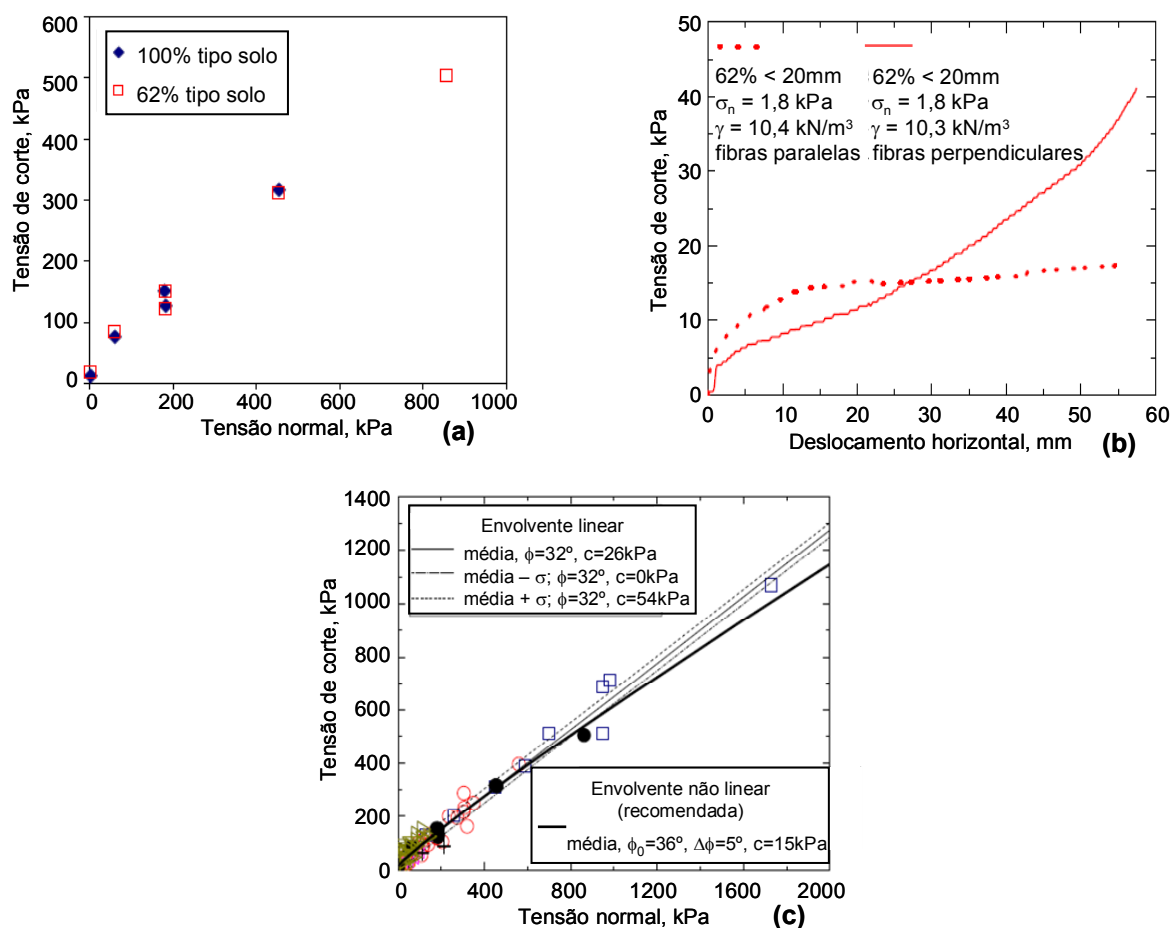 600
500
400
300
200
100
0
Tensão de corte, kPa
100% tipo solo
62% tipo solo
0 200 400 600 800 1000
Tensão normal, kPa
(a)
50
40
30
20
10
0
Tensão de corte, kPa
62% < 20mm
σn = 1,8 kPa
γ = 10,4 kN/m³
fibras paralelas
62% < 20mm
σn = 1,8 kPa
γ = 10,3 kN/m³
fibras perpendiculares
0 10 20 30 40 50 60
Deslocamento horizontal, mm
(b)
1400
1200
1000
800
600
400
200
0
Tensão de corte, kPa
Envolvente linear
média, ϕ=32º, c=26kPa
média – σ; ϕ=32º, c=0kPa
média + σ; ϕ=32º, c=54kPa
Envolvente não linear
(recomendada)
média, ϕ0=36º, Δϕ=5º, c=15kPa
0 400 800 1200 1600 2000
Tensão normal, kPa
(c)